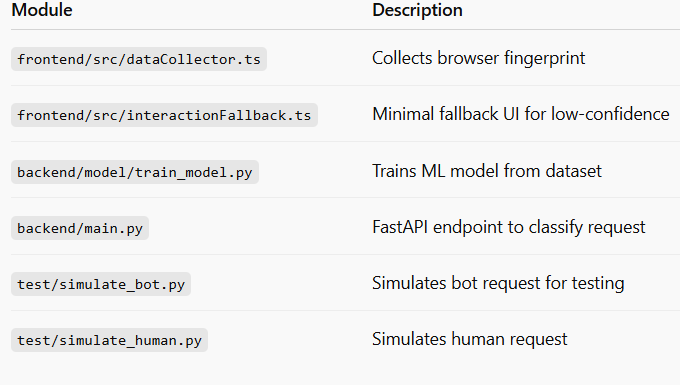 Module Description
frontend/src/dataCollector.ts Collects browser fingerprint
frontend/src/interactionFallback.ts Minimal fallback UI for low-confidence
backend/model/train_model.py Trains ML model from dataset
backend/main.py FastAPI endpoint to classify request
test/simulate_bot.py Simulates bot request for testing
test/simulate_human.py Simulates human request